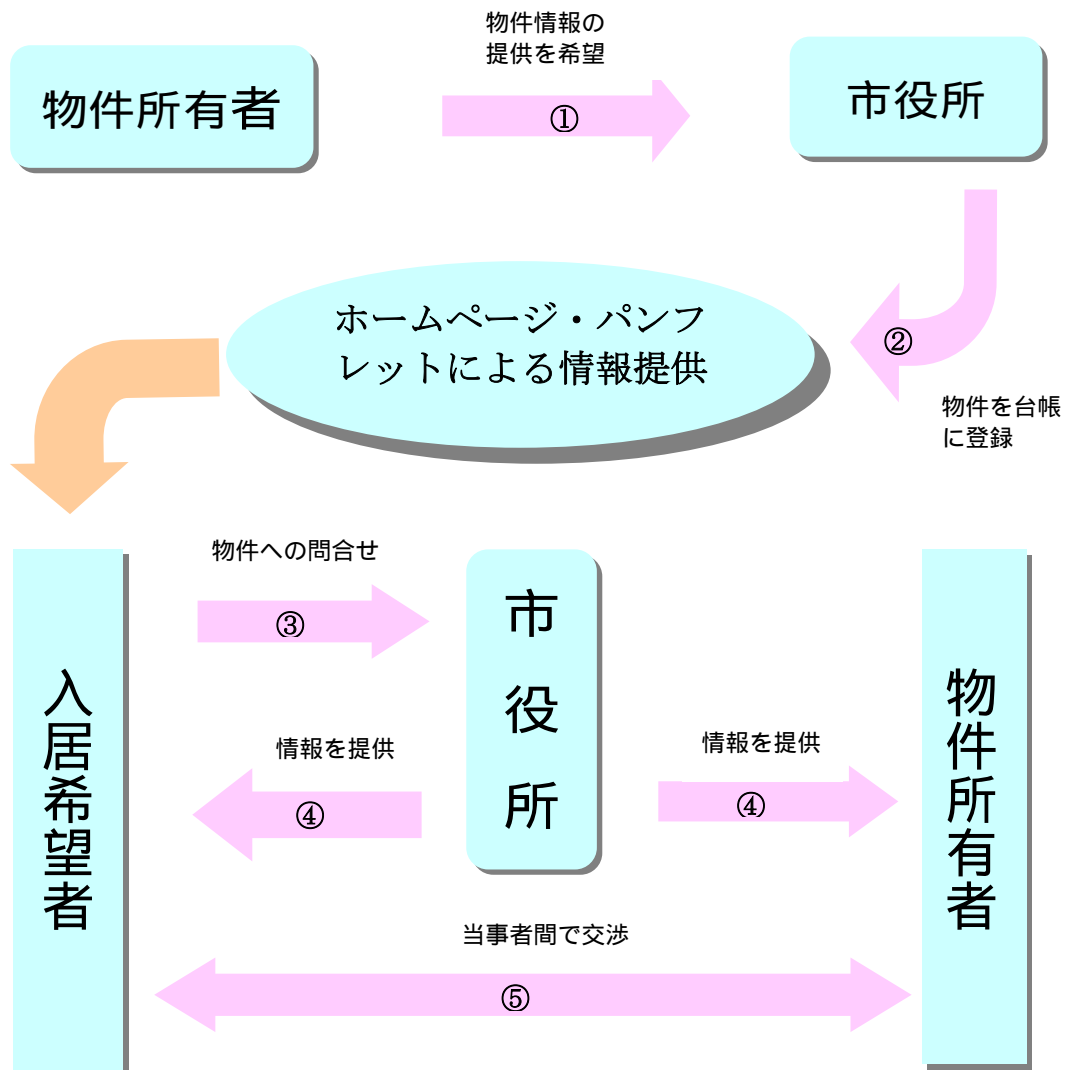 物件情報の
提供を希望
物件所有者
①
市役所
ホームページ・パンフ
レットによる情報提供
②
物件を台帳
に登録
物件への問合せ
③
市役所
入居希望者
情報を提供
④
情報を提供
④
物件所有者
当事者間で交渉
⑤